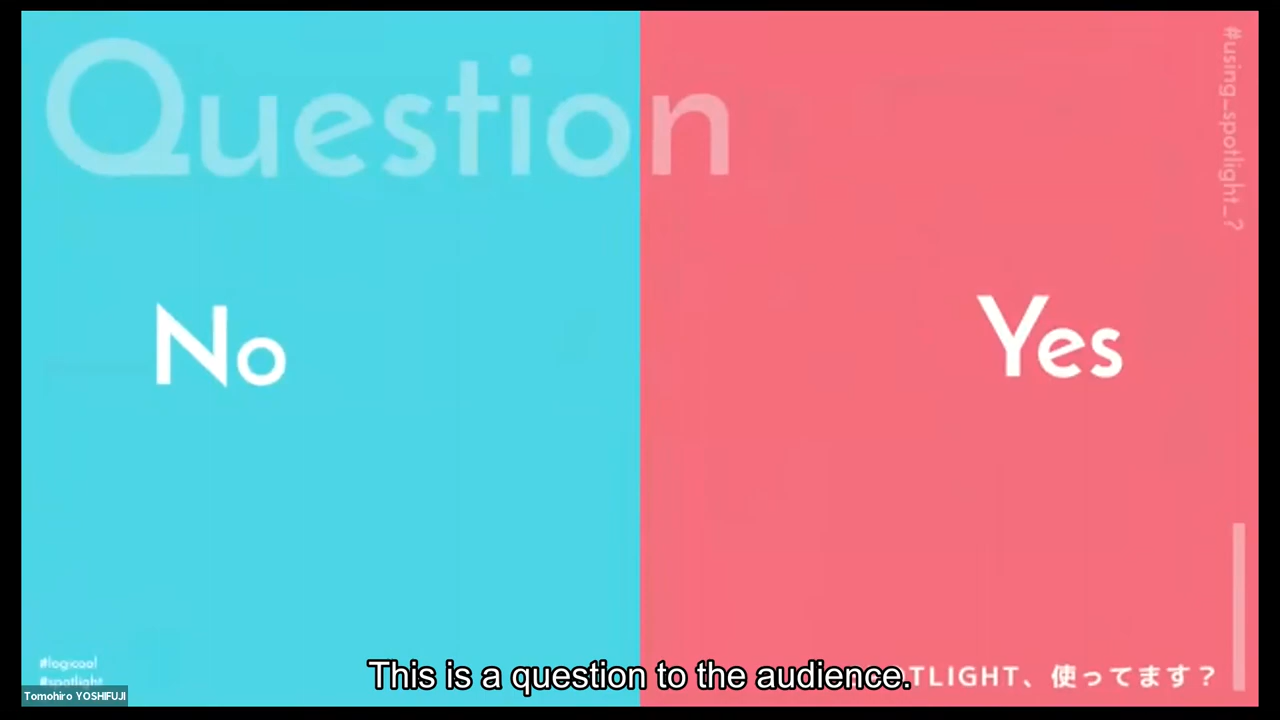 Question
#using_spotlight_?
No
Yes
#logicool
#spotlight
Tomohiro YOSHIFUJI
This is a question to the audience.
TLIGHT、使ってます？